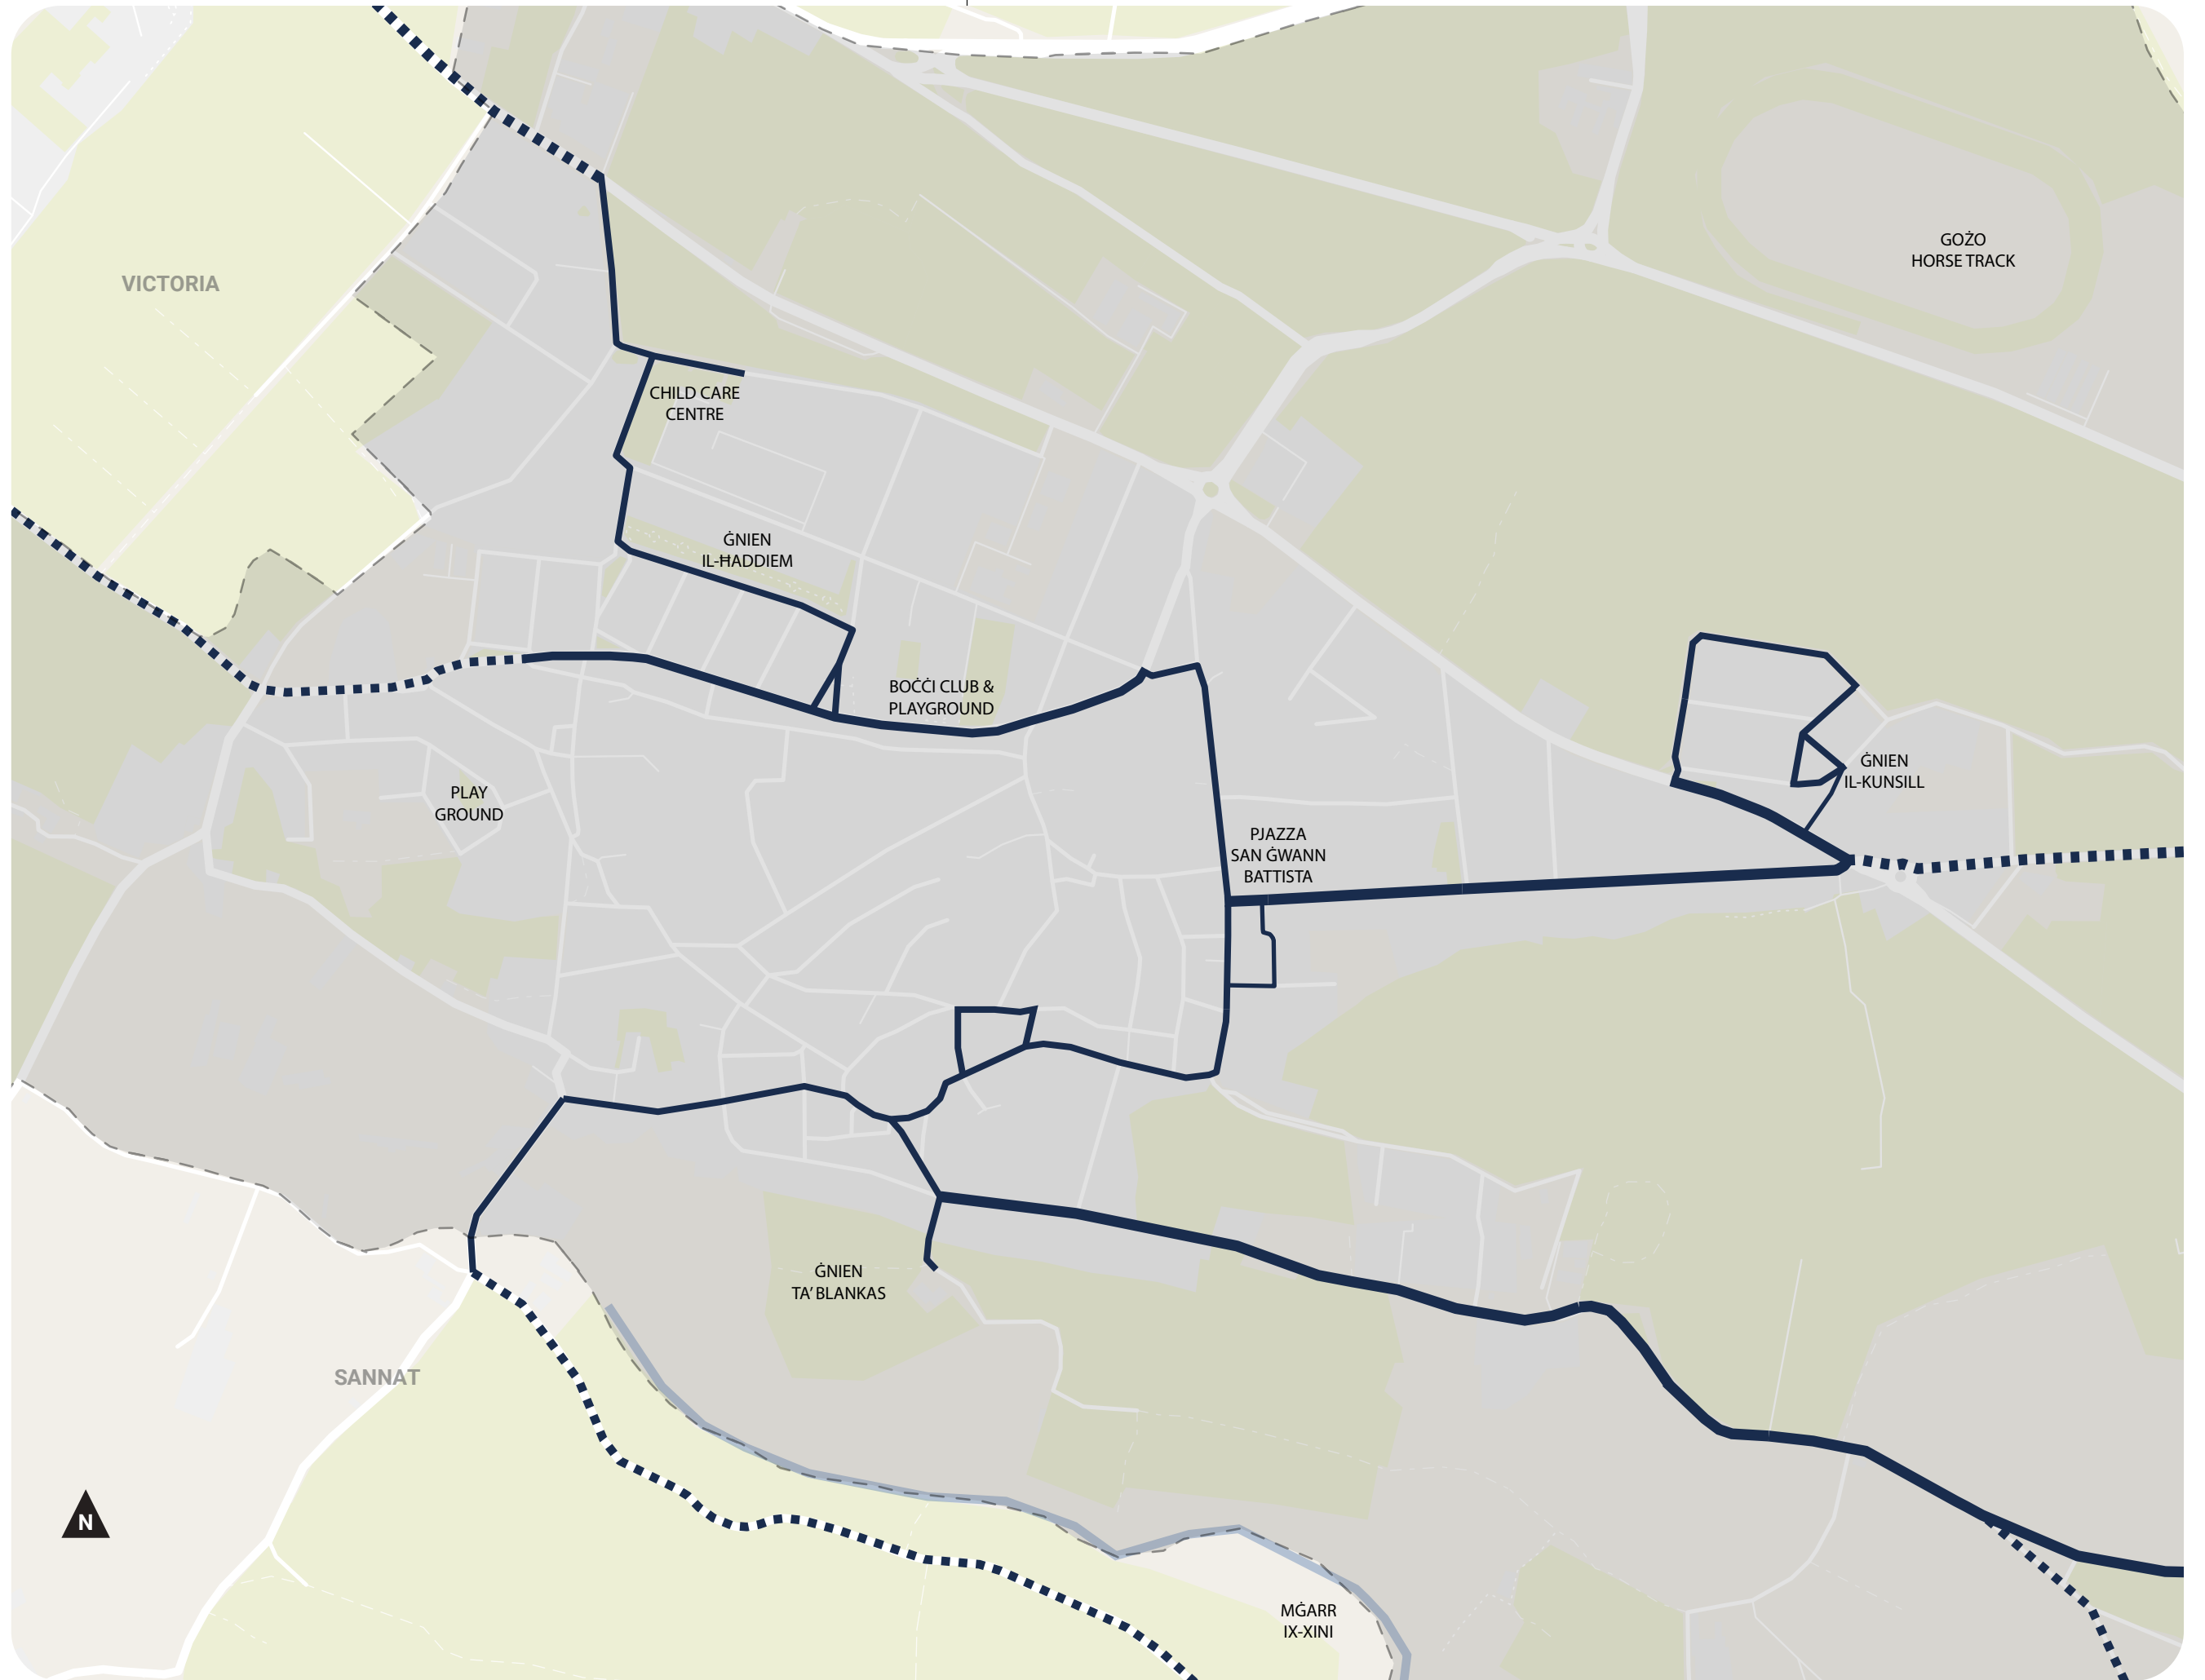 GOŻO
HORSE TRACK
VICTORIA
CHILD CARE
CENTRE
ĠNIEN
IL-ĦADDIEM
BOĊĊI CLUB &
PLAYGROUND
ĠNIEN
IL-KUNSILL
PLAY
GROUND
PJAZZA
SAN ĠWANN
BATTISTA
ĠNIEN
TA’ BLANKAS
SANNAT
N
MĠARR
IX-XINI